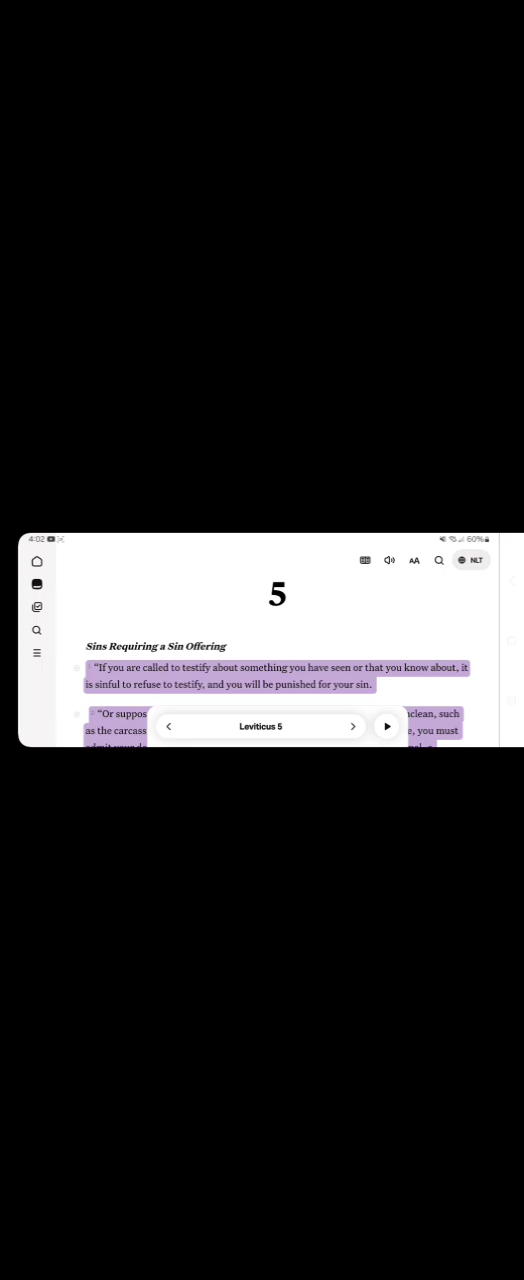 4:02
60%
AA
NLT
5
Sins Requiring a Sin Offering
1 “If you are called to testify about something you have seen or that you know about, it
is sinful to refuse to testify, and you will be punished for your sin.
2 “Or suppos nclean, such
as the carcass e, you must
Leviticus 5